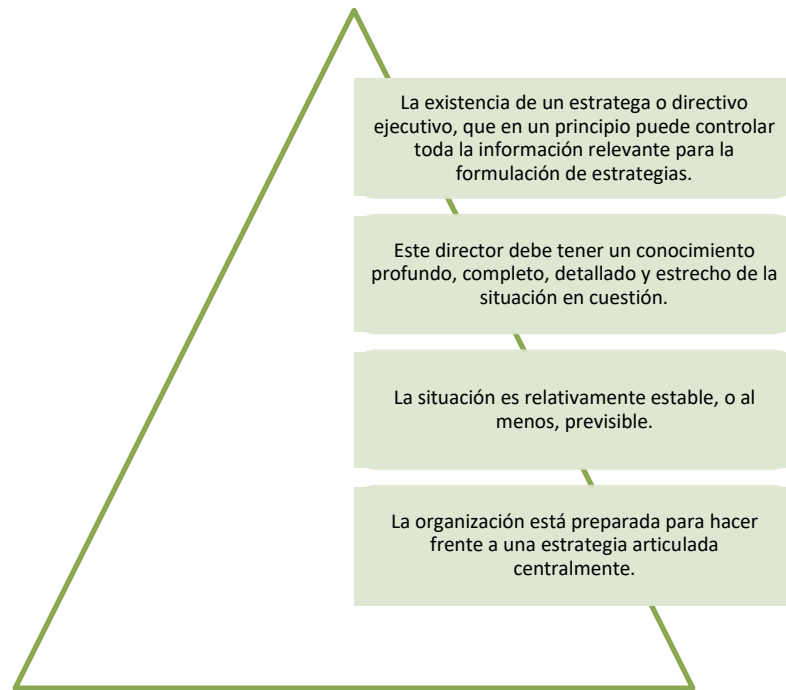 La existencia de un estratega o directivo
ejecutivo, que en un principio puede controlar
toda la información relevante para la
formulación de estrategias.
Este director debe tener un conocimiento
profundo, completo, detallado y estrecho de la
situación en cuestión.
La situación es relativamente estable, o al
menos, previsible.
La organización está preparada para hacer
frente a una estrategia articulada
centralmente.